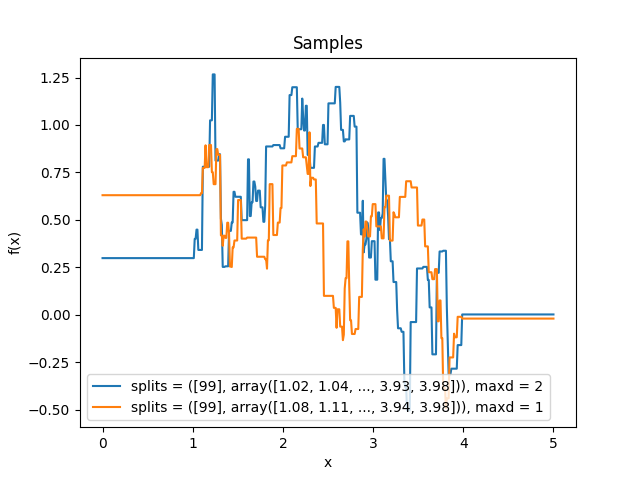 Samples
1.25
1.00
0.75
0.50
0.25
0.00
−0.25
−0.50
f(x)
splits = ([99], array([1.02, 1.04, ..., 3.93, 3.98])), maxd = 2
splits = ([99], array([1.08, 1.11, ..., 3.94, 3.98])), maxd = 1
0 1 2 3 4 5
x